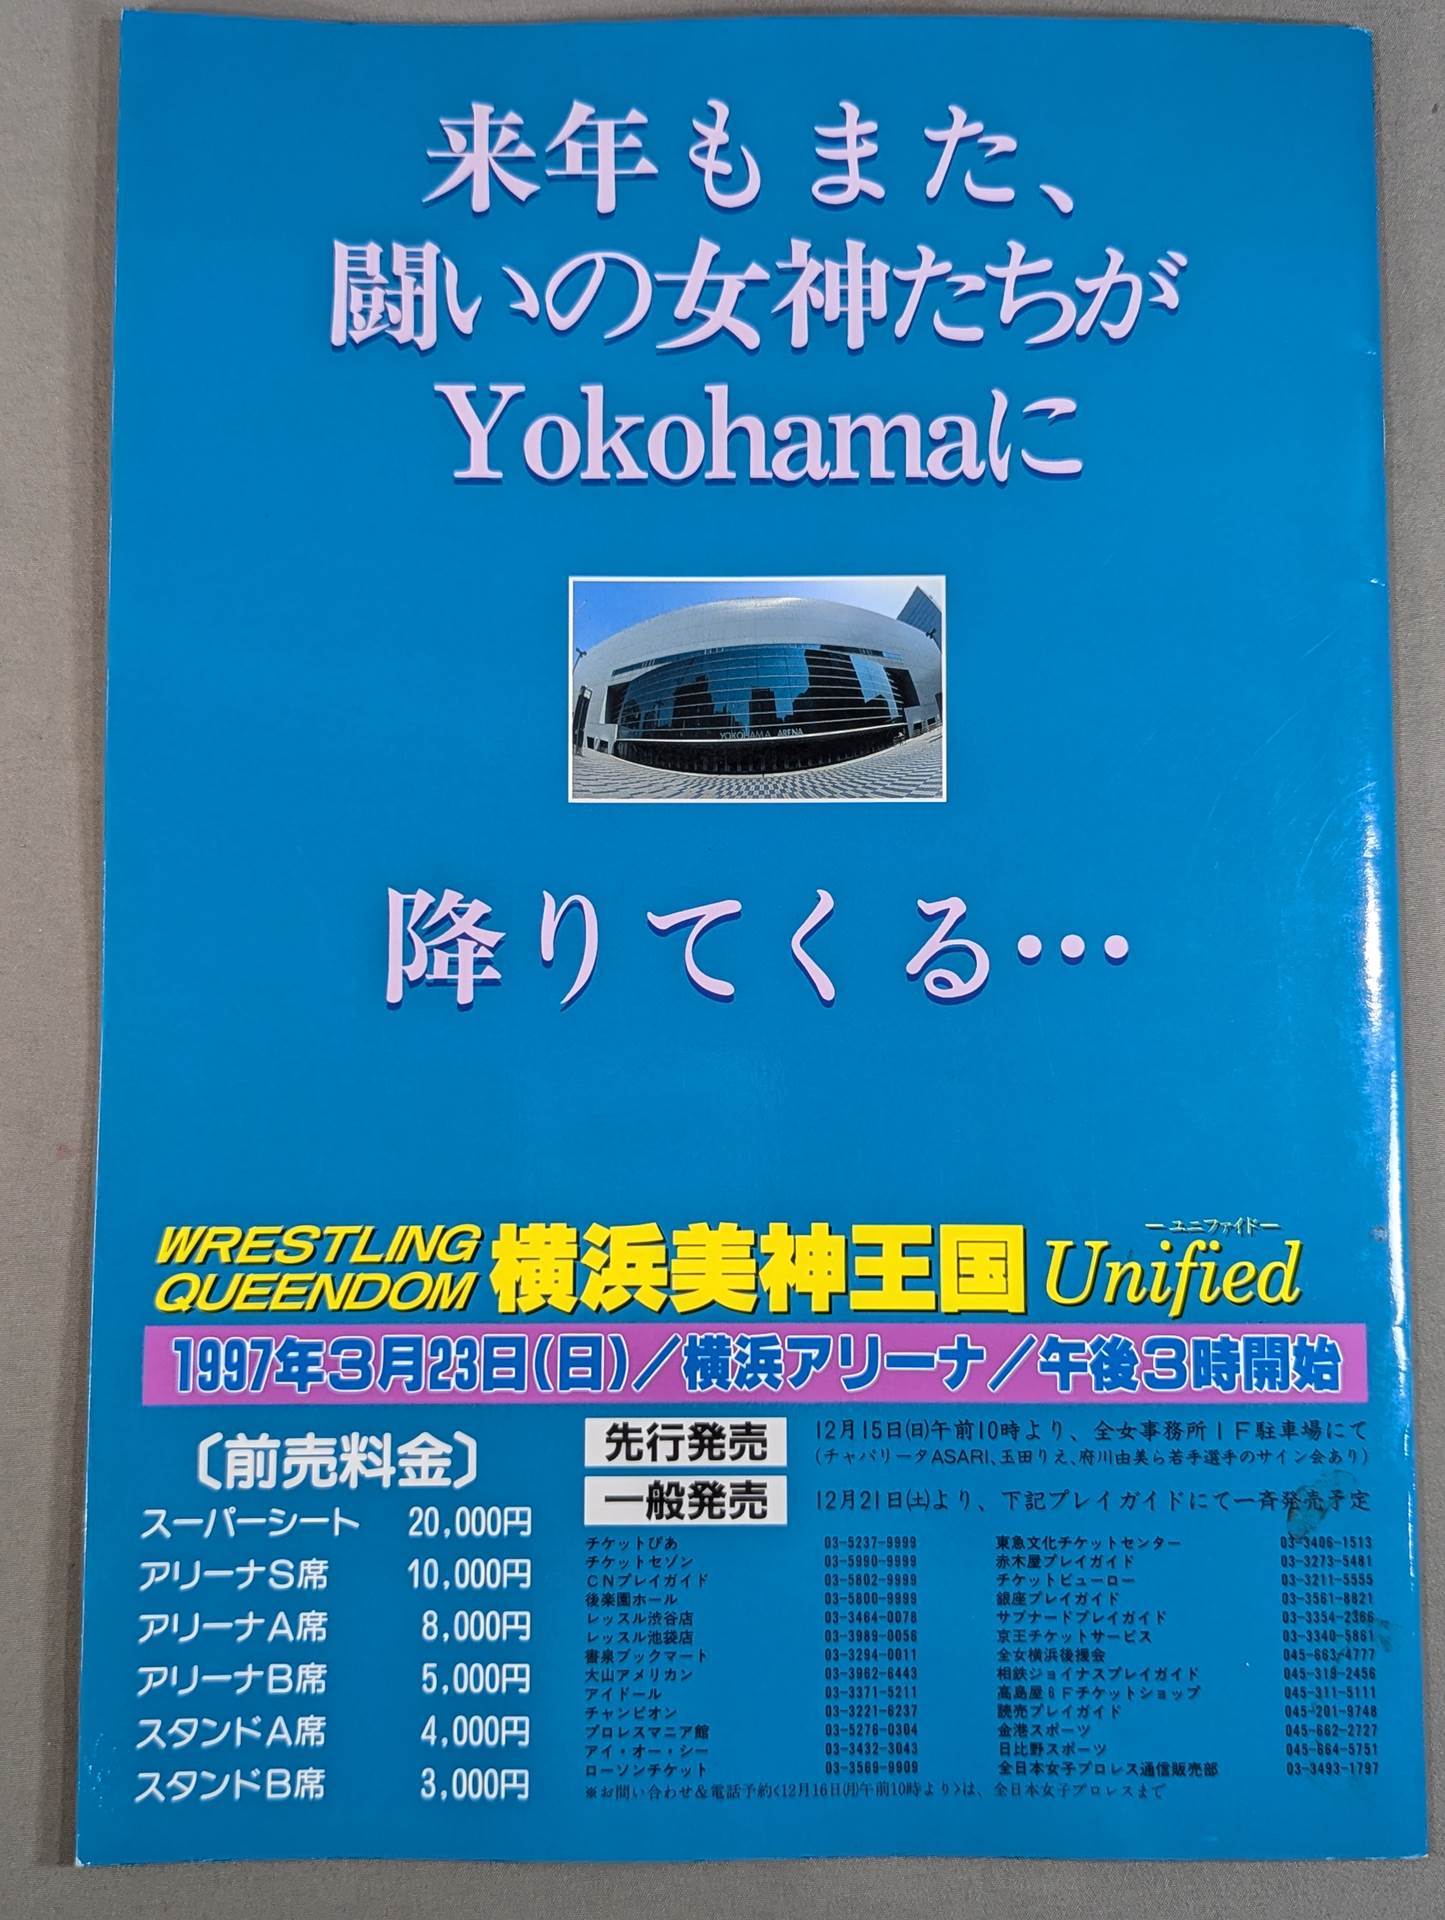 来年もまた、
闘いの女神たちが
Yokohamaに
YOKOHAMA ARENA
降りてくる…
WRESTLING QUEENDOM 横浜美神王国 Unified
―ユニファイド―
1997年3月23日(日)／横浜アリーナ／午後3時開始
〔前売料金〕
スーパーシート 20,000円
アリーナS席 10,000円
アリーナA席 8,000円
アリーナB席 5,000円
スタンドA席 4,000円
スタンドB席 3,000円
先行発売 12月15日(日)午前10時より、全女事務所1F駐車場にて
(チャパリータASARI、玉田りえ、府川由美ら若手選手のサイン会あり)
一般発売 12月21日(土)より、下記プレイガイドにて一斉発売予定
チケットぴあ 03-5237-9999
チケットセゾン 03-5990-9999
CNプレイガイド 03-5802-9999
後楽園ホール 03-5800-9999
レッスル渋谷店 03-3464-0078
レッスル池袋店 03-3989-0056
書泉ブックマート 03-3294-0011
大山アメリカン 03-3962-6443
アイドール 03-3371-5211
チャンピオン 03-3221-6237
プロレスマニア館 03-5276-0304
アイ・オー・シー 03-3432-3043
ローソンチケット 03-3569-9909
東急文化チケットセンター 03-3406-1513
赤木屋プレイガイド 03-3273-5481
チケットビューロー 03-3211-5555
銀座プレイガイド 03-3561-8821
サブナードプレイガイド 03-3354-2366
京王チケットサービス 03-3340-5861
全女横浜後援会 045-663-4777
相鉄ジョイナスプレイガイド 045-319-2456
高島屋6Fチケットショップ 045-311-5111
読売プレイガイド 045-201-9748
金港スポーツ 045-662-2727
日比野スポーツ 045-664-5751
全日本女子プロレス通信販売部 03-3493-1797
※お問い合わせ&電話予約<12月16日(月)午前10時より>は、全日本女子プロレスまで